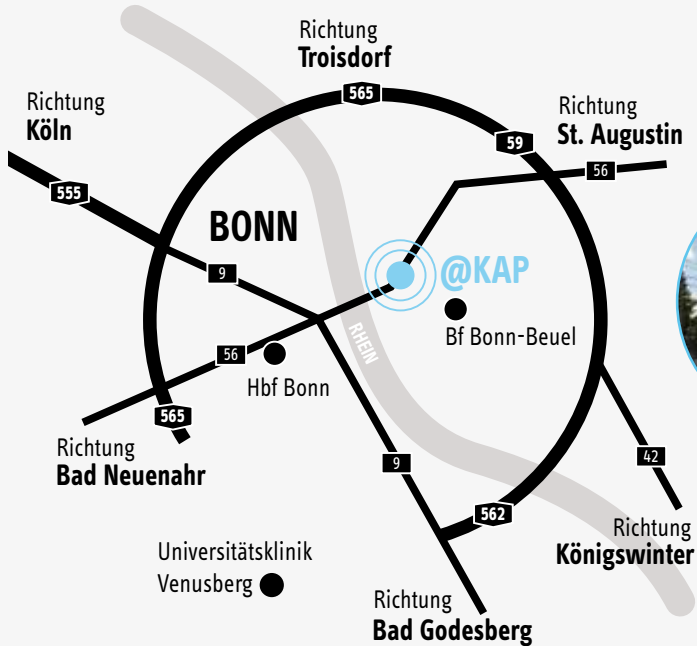 Richtung
Troisdorf
565
Richtung
Köln
59
Richtung
St. Augustin
56
555
BONN
9
@KAP
RHEIN
Bf Bonn-Beuel
56
Hbf Bonn
565
Richtung
Bad Neuenahr
9
42
562
Richtung
Königswinter
Universitätsklinik
Venusberg
Richtung
Bad Godesberg